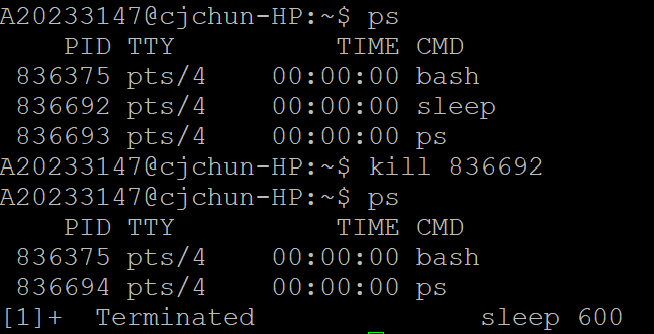 A20233147@cjchun-HP:~$ ps
    PID TTY          TIME CMD
 836375 pts/4    00:00:00 bash
 836692 pts/4    00:00:00 sleep
 836693 pts/4    00:00:00 ps
A20233147@cjchun-HP:~$ kill 836692
A20233147@cjchun-HP:~$ ps
    PID TTY          TIME CMD
 836375 pts/4    00:00:00 bash
 836694 pts/4    00:00:00 ps
[1]+  Terminated              sleep 600